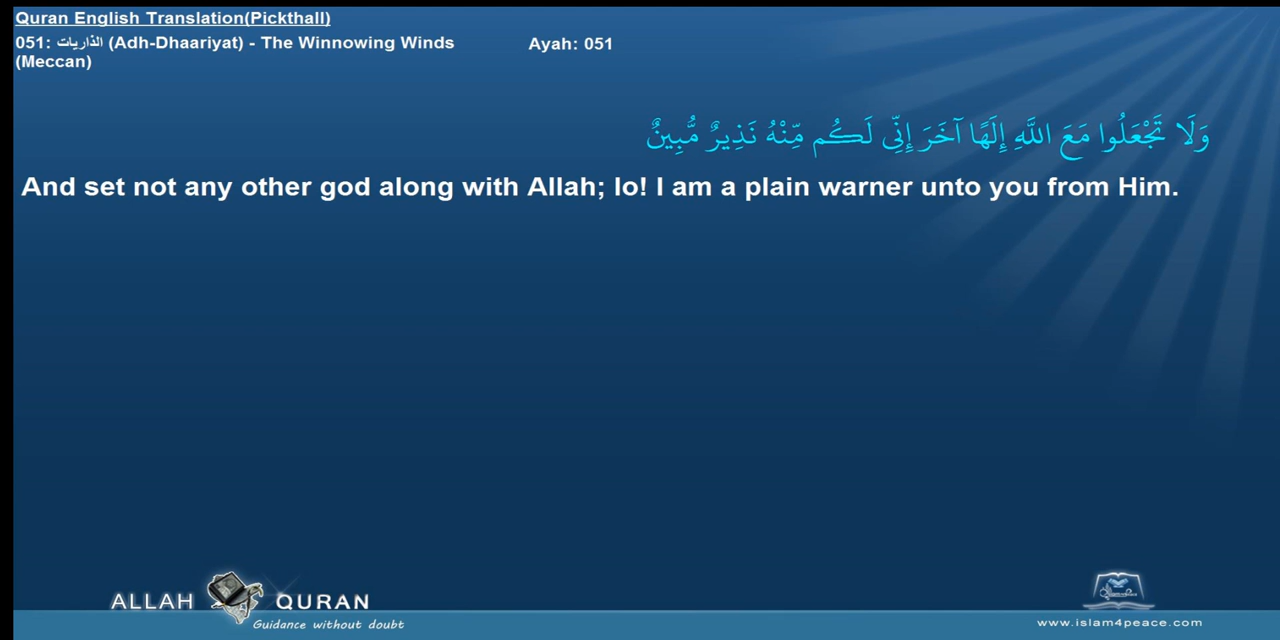 Quran English Translation(Pickthall)
051: الذاريات (Adh-Dhaariyat) - The Winnowing Winds
(Meccan)
Ayah: 051
وَلَا تَجْعَلُوا مَعَ اللَّهِ إِلَهًا آخَرَ إِنِّي لَكُم مِّنْهُ نَذِيرٌ مُّبِينٌ
And set not any other god along with Allah; lo! I am a plain warner unto you from Him.
ALLAH QURAN
Guidance without doubt
www.islam4peace.com